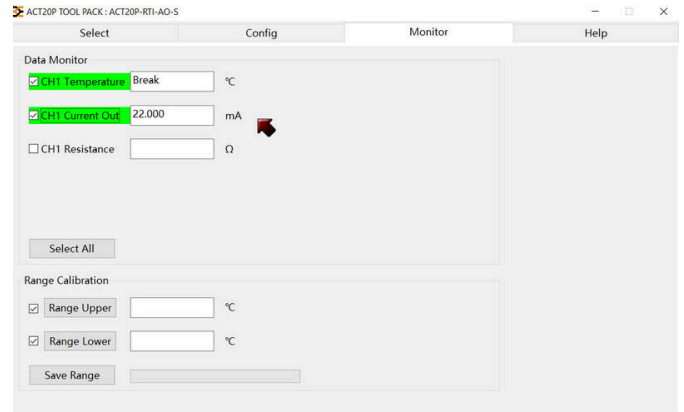 ACT20P TOOL PACK : ACT20P-RTI-AO-S
Select Config Monitor Help
Data Monitor
CH1 Temperature Break °C
CH1 Current Out 22.000 mA
CH1 Resistance Ω
Select All
Range Calibration
Range Upper °C
Range Lower °C
Save Range